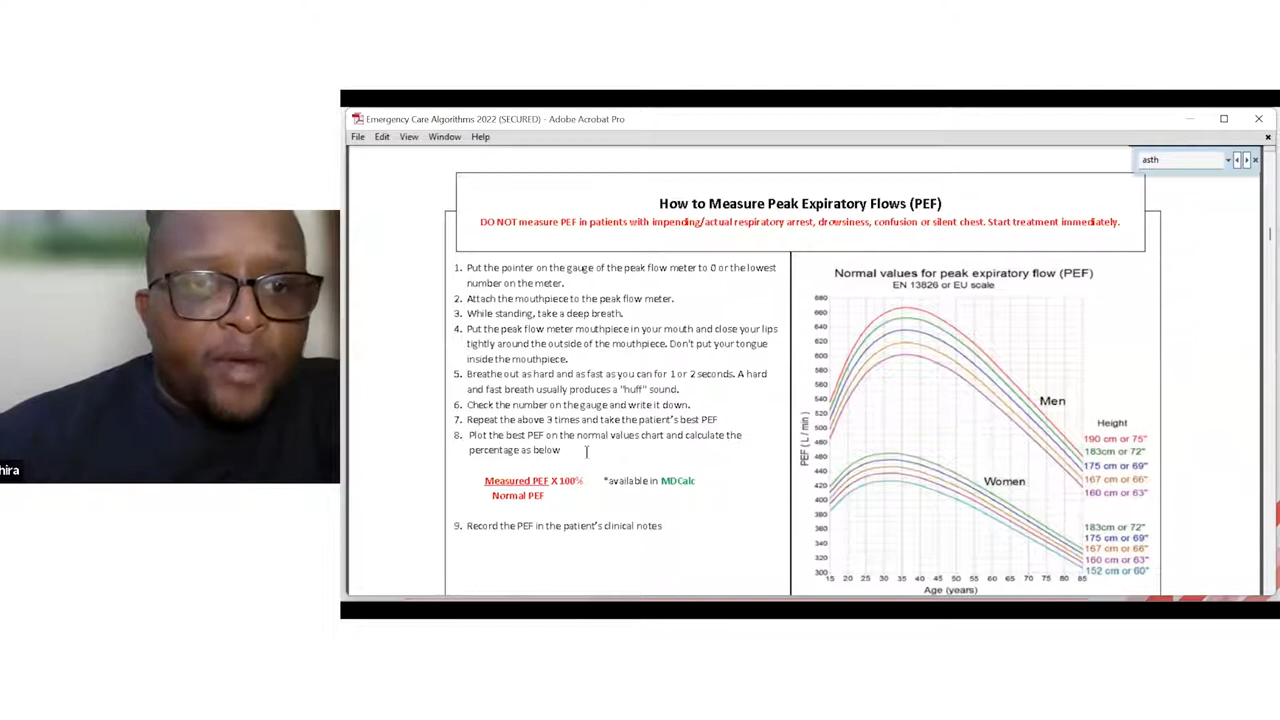 hira
Emergency Care Algorithms 2022 (SECURED) - Adobe Acrobat Pro
File Edit View Window Help
asth
How to Measure Peak Expiratory Flows (PEF)
DO NOT measure PEF in patients with impending/actual respiratory arrest, drowsiness, confusion or silent chest. Start treatment immediately.
1. Put the pointer on the gauge of the peak flow meter to 0 or the lowest
number on the meter.
2. Attach the mouthpiece to the peak flow meter.
3. While standing, take a deep breath.
4. Put the peak flow meter mouthpiece in your mouth and close your lips
tightly around the outside of the mouthpiece. Don't put your tongue
inside the mouthpiece.
5. Breathe out as hard and as fast as you can for 1 or 2 seconds. A hard
and fast breath usually produces a "huff" sound.
6. Check the number on the gauge and write it down.
7. Repeat the above 3 times and take the patient's best PEF
8. Plot the best PEF on the normal values chart and calculate the
percentage as below
Measured PEF X 100% *available in MDCalc
Normal PEF
9. Record the PEF in the patient's clinical notes
Normal values for peak expiratory flow (PEF)
EN 13826 or EU scale
PEF (L / min)
680
660
640
620
600
580
560
540
520
500
480
460
440
420
400
380
360
340
320
300
Men
Height
190 cm or 75"
183cm or 72"
175 cm or 69"
167 cm or 66"
160 cm or 63"
Women
183cm or 72"
175 cm or 69"
167 cm or 66"
160 cm or 63"
152 cm or 60"
15 20 25 30 35 40 45 50 55 60 65 70 75 80 85
Age (years)